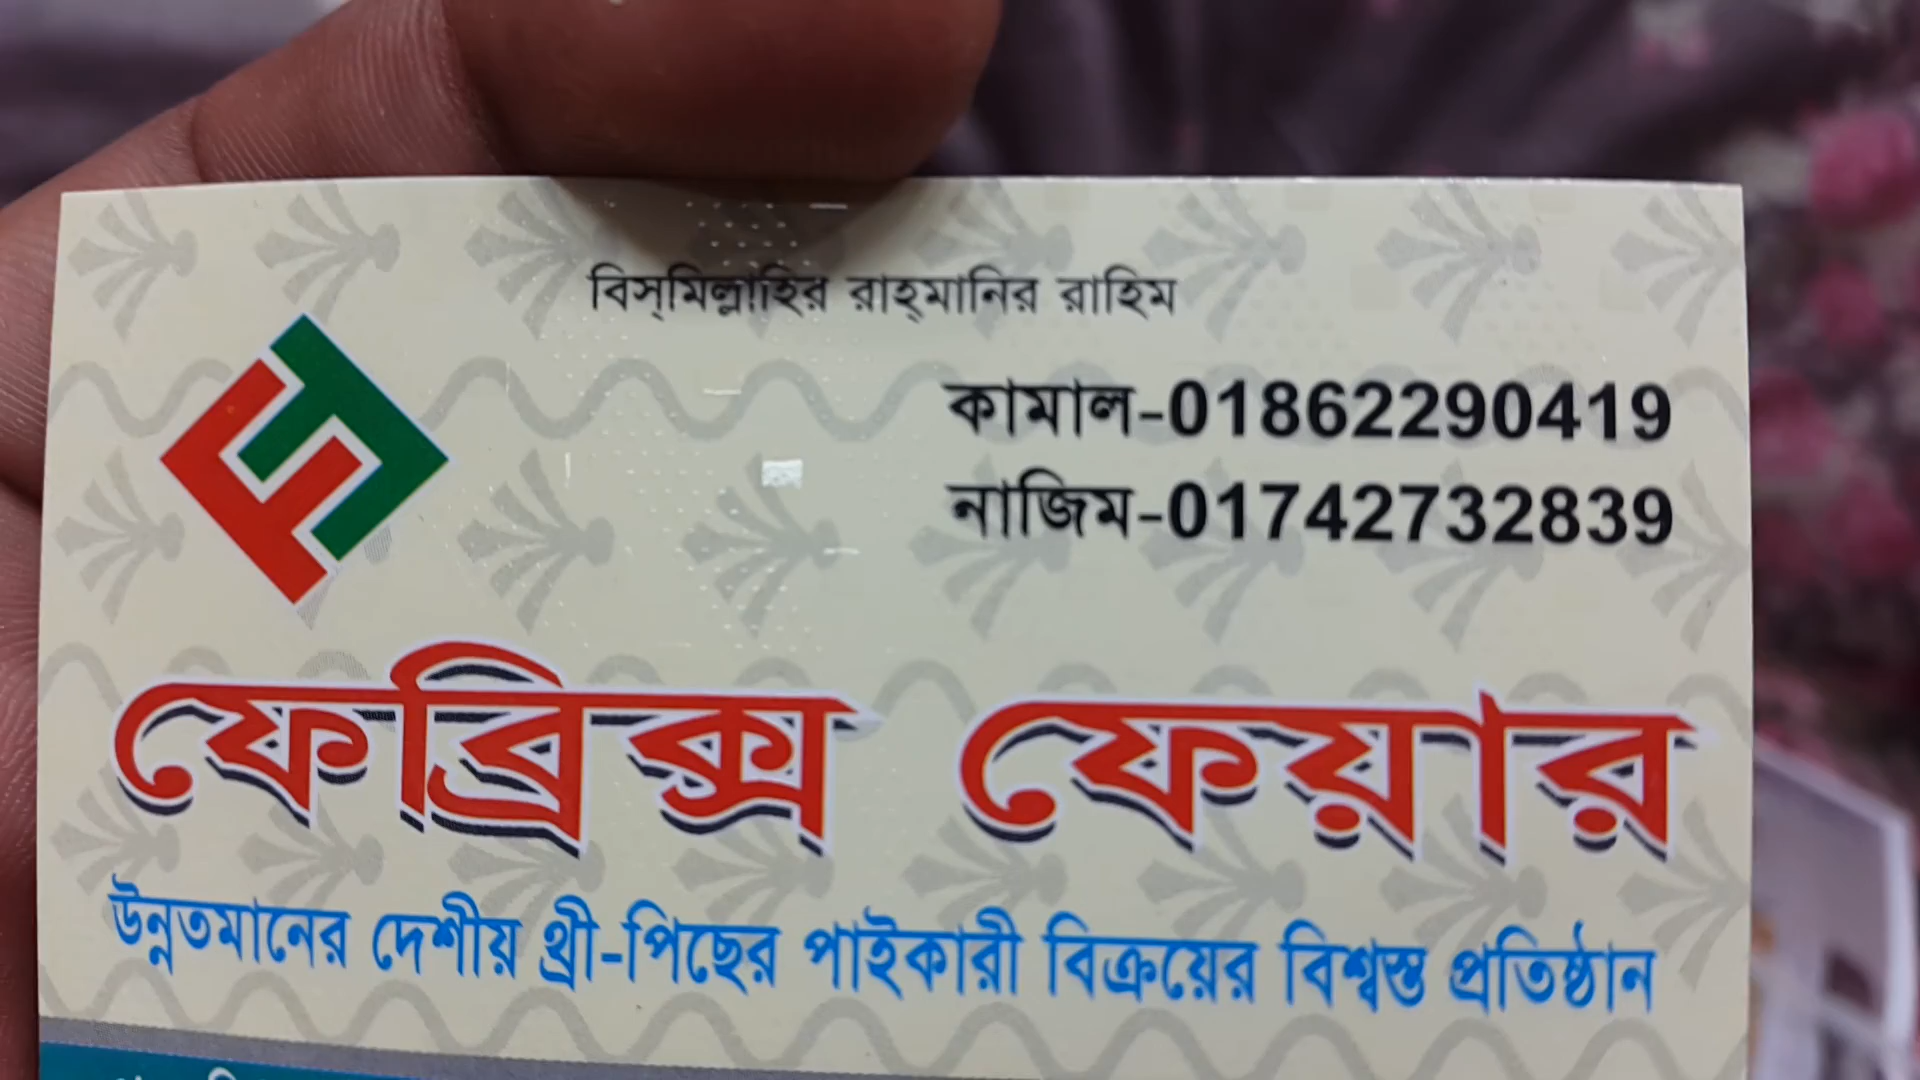 বিস্‌মিল্লাহির রাহ্‌মানির রাহিম
কামাল-01862290419
নাজিম-01742732839
ফেব্রিক্স ফেয়ার
উন্নতমানের দেশীয় থ্রী-পিছের পাইকারী বিক্রয়ের বিশ্বস্ত প্রতিষ্ঠান